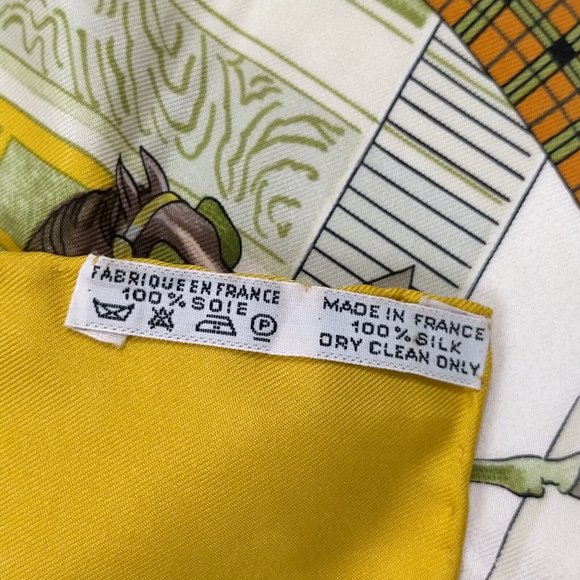 FABRIQUE EN FRANCE
100% SOIE
P
MADE IN FRANCE
100% SILK
DRY CLEAN ONLY